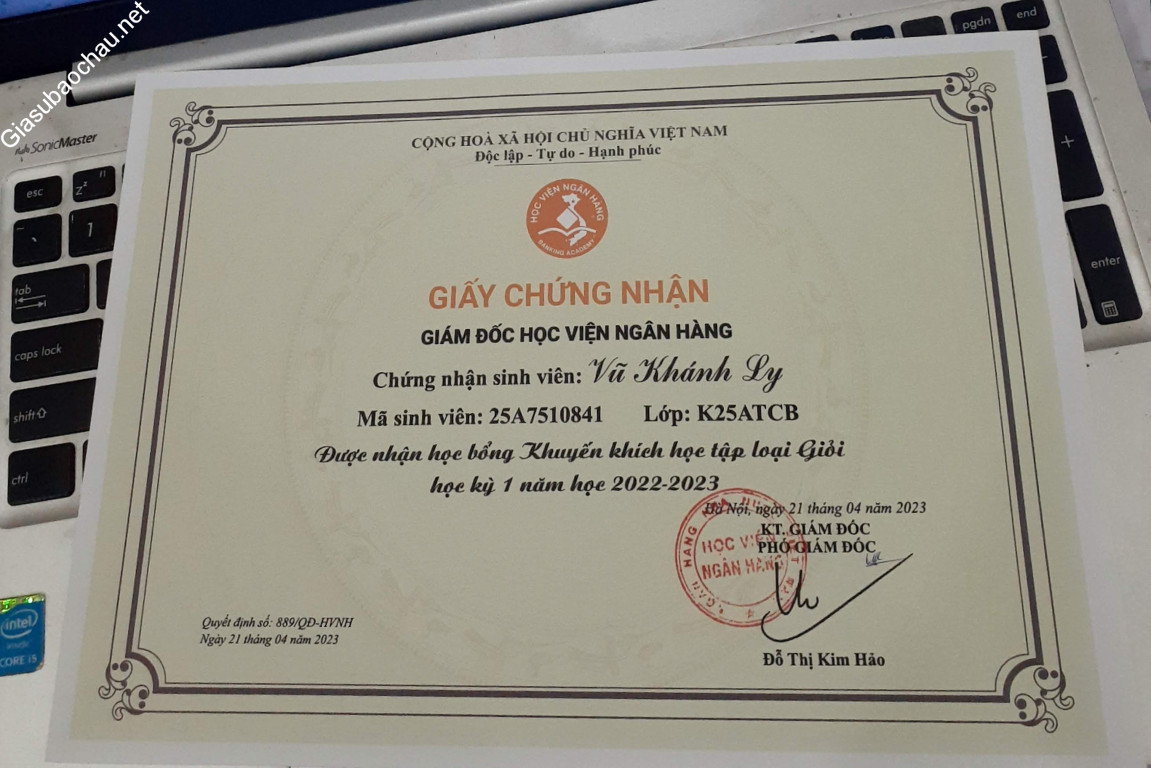 Giasubaochau.net
SonicMaster
pgdn
end
esc
z
f1
tab
caps lock
shift
ctrl
+
enter
intel
CORE i5
CỘNG HOÀ XÃ HỘI CHỦ NGHĨA VIỆT NAM
Độc lập - Tự do - Hạnh phúc
HỌC VIỆN NGÂN HÀNG
BANKING ACADEMY
GIẤY CHỨNG NHẬN
GIÁM ĐỐC HỌC VIỆN NGÂN HÀNG
Chứng nhận sinh viên: Vũ Khánh Ly
Mã sinh viên: 25A7510841 Lớp: K25ATCB
Được nhận học bổng Khuyến khích học tập loại Giỏi
học kỳ 1 năm học 2022-2023
Hà Nội, ngày 21 tháng 04 năm 2023
KT. GIÁM ĐỐC
PHÓ GIÁM ĐỐC
HỌC VIỆN
NGÂN HÀNG
Quyết định số: 889/QĐ-HVNH
Ngày 21 tháng 04 năm 2023
Đỗ Thị Kim Hảo